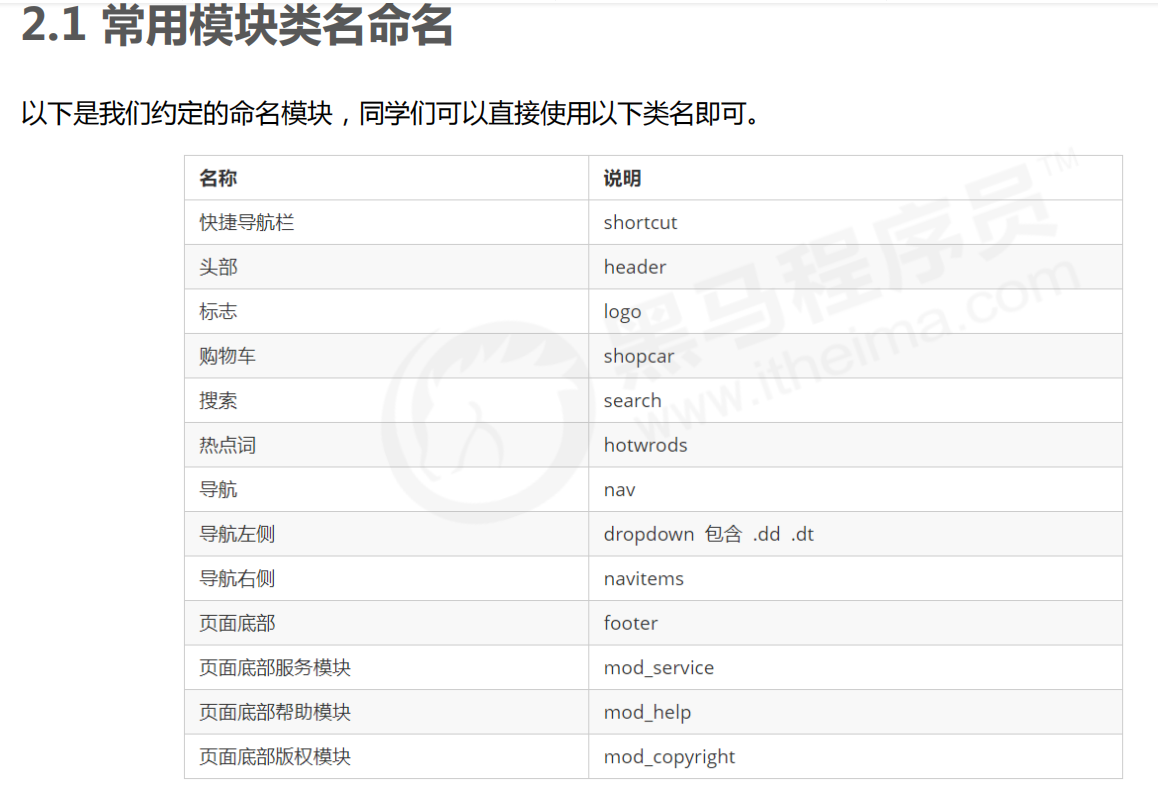 2.1 常用模块类名命名
以下是我们约定的命名模块，同学们可以直接使用以下类名即可。
名称 说明
快捷导航栏 shortcut
头部 header
标志 logo
购物车 shopcar
搜索 search
热点词 hotwrods
导航 nav
导航左侧 dropdown 包含 .dd .dt
导航右侧 navitems
页面底部 footer
页面底部服务模块 mod_service
页面底部帮助模块 mod_help
页面底部版权模块 mod_copyright
黑马程序员™
www.itheima.com